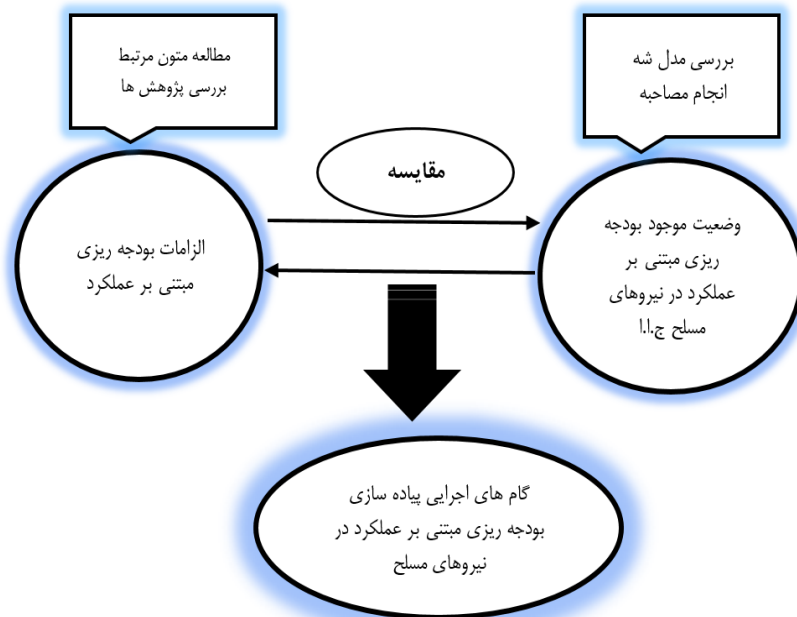 بررسی مدل شه
انجام مصاحبه
مطالعه متون مرتبط
بررسی پژوهش ها
مقایسه
وضعیت موجود بودجه
ریزی مبتنی بر
عملکرد در نیروهای
مسلح ج.ا.ا
الزامات بودجه ریزی
مبتنی بر عملکرد
گام های اجرایی پیاده سازی
بودجه ریزی مبتنی بر عملکرد در
نیروهای مسلح